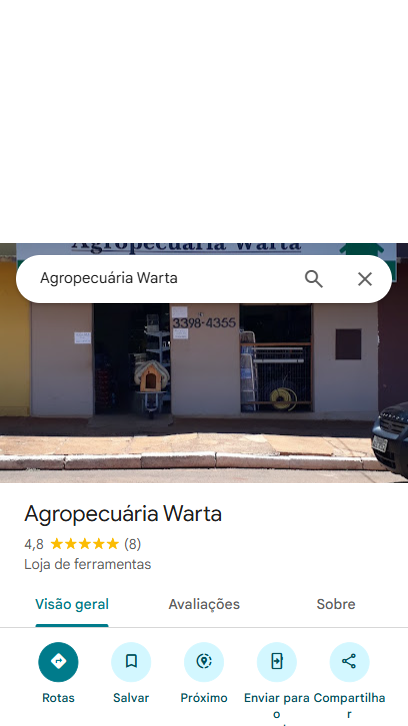 Agropecuária Warta
Agropecuária Warta
3398-4355
Agropecuária Warta
4,8 (8)
Loja de ferramentas
Visão geral Avaliações Sobre
Rotas Salvar Próximo Enviar para Compartilha
o r